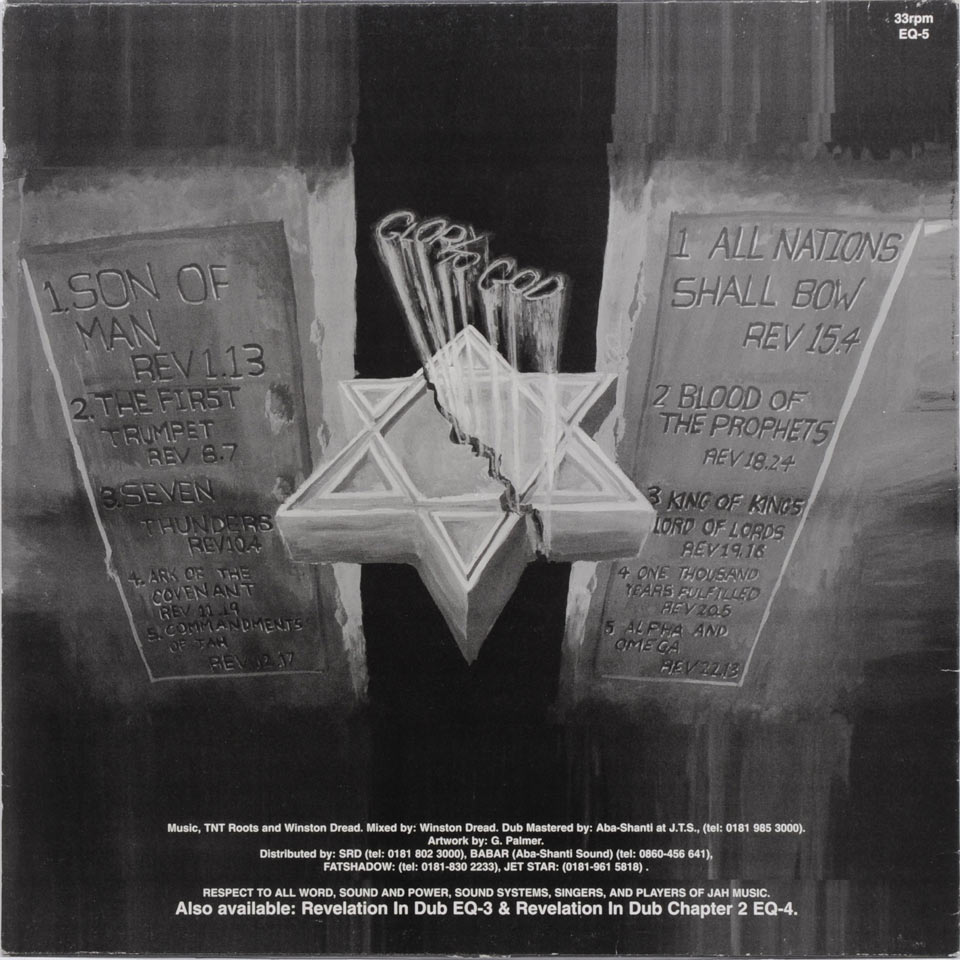 33rpm
EQ-5
GLORY
GOD
1. SON OF
MAN
REV 1.13
2. THE FIRST
TRUMPET
REV 8.7
3. SEVEN
THUNDERS
REV 10.4
4. ARK OF THE
COVENANT
REV 11.19
5. COMMANDMENTS
OF JAH
REV 12.17
1 ALL NATIONS
SHALL BOW
REV 15.4
2 BLOOD OF
THE PROPHETS
REV 18.24
3 KING OF KINGS
LORD OF LORDS
REV 19.16
4 ONE THOUSAND
YEARS FULFILLED
REV 20.5
5 ALPHA AND
OMEGA
REV 22.13
Music, TNT Roots and Winston Dread. Mixed by: Winston Dread. Dub Mastered by: Aba-Shanti at J.T.S., (tel: 0181 985 3000).
Artwork by: G. Palmer.
Distributed by: SRD (tel: 0181 802 3000), BABAR (Aba-Shanti Sound) (tel: 0860-456 641),
FATSHADOW: (tel: 0181-830 2233), JET STAR: (0181-961 5818) .
RESPECT TO ALL WORD, SOUND AND POWER, SOUND SYSTEMS, SINGERS, AND PLAYERS OF JAH MUSIC.
Also available: Revelation In Dub EQ-3 & Revelation In Dub Chapter 2 EQ-4.